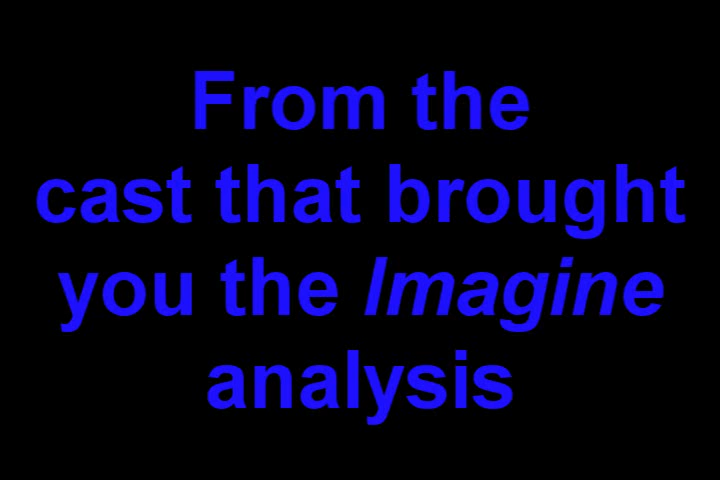 From the
cast that brought
you the Imagine
analysis